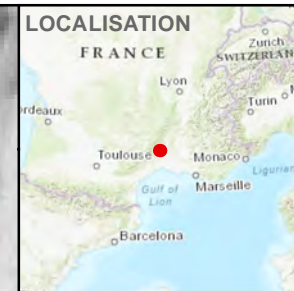 LOCALISATION
FRANCE
Zurich
SWITZERLAN
Lyon
rdeaux
Turin
Toulouse
Monaco
Ligurian
Gulf of
Lion
Marseille
Barcelona